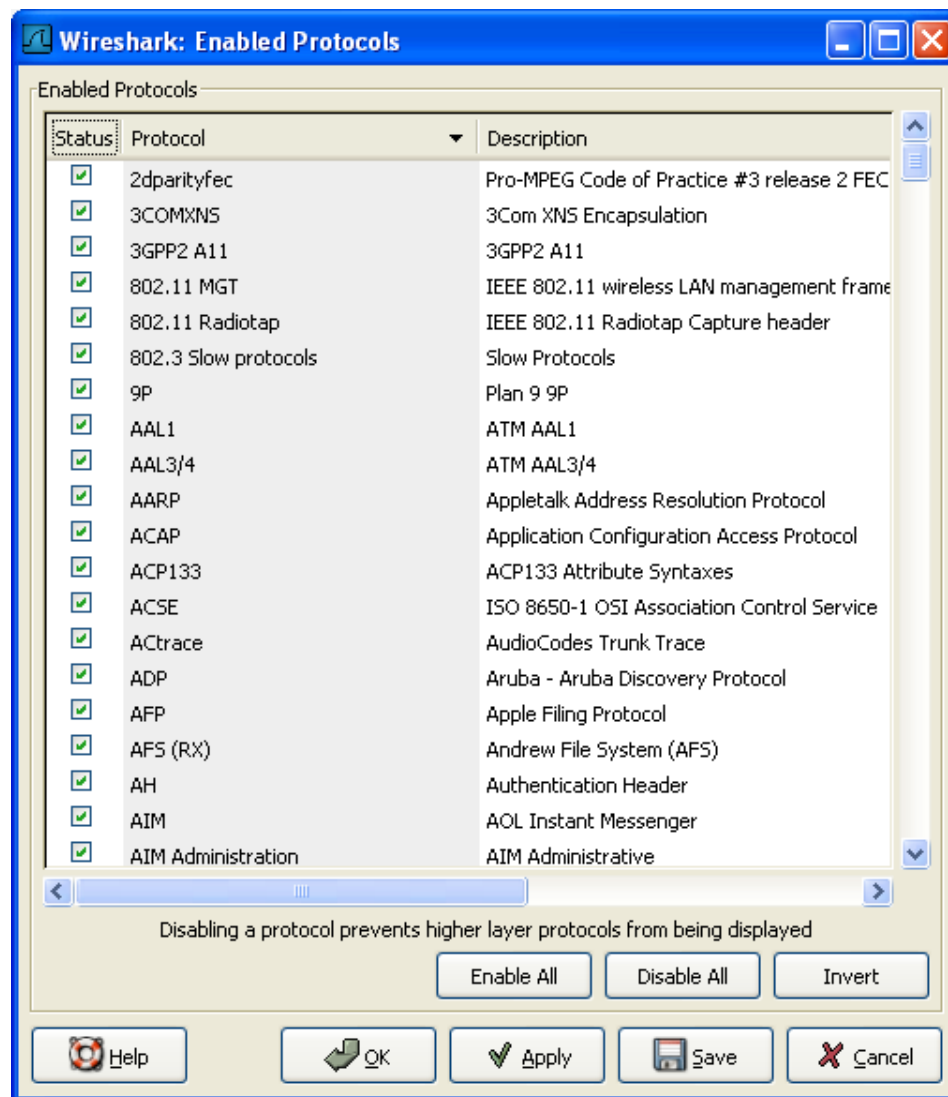 Wireshark: Enabled Protocols
Enabled Protocols
Status Protocol Description
2dparityfec Pro-MPEG Code of Practice #3 release 2 FEC
3COMXNS 3Com XNS Encapsulation
3GPP2 A11 3GPP2 A11
802.11 MGT IEEE 802.11 wireless LAN management frame
802.11 Radiotap IEEE 802.11 Radiotap Capture header
802.3 Slow protocols Slow Protocols
9P Plan 9 9P
AAL1 ATM AAL1
AAL3/4 ATM AAL3/4
AARP Appletalk Address Resolution Protocol
ACAP Application Configuration Access Protocol
ACP133 ACP133 Attribute Syntaxes
ACSE ISO 8650-1 OSI Association Control Service
ACtrace AudioCodes Trunk Trace
ADP Aruba - Aruba Discovery Protocol
AFP Apple Filing Protocol
AFS (RX) Andrew File System (AFS)
AH Authentication Header
AIM AOL Instant Messenger
AIM Administration AIM Administrative
Disabling a protocol prevents higher layer protocols from being displayed
Enable All Disable All Invert
Help OK Apply Save Cancel